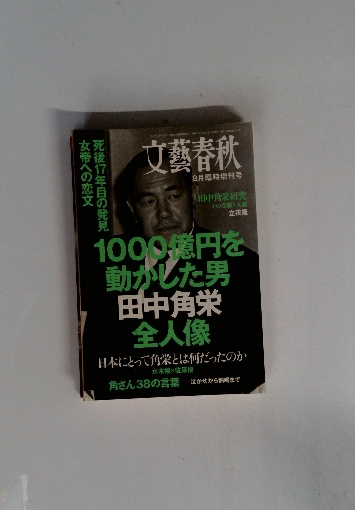 文藝春秋
8月臨時増刊号
死後17年目の発見
女帝への恋文
田中角栄研究
立花隆
1000億円を
動かした男
田中角栄
全人像
日本にとって角栄とは何だったのか
角さん38の言葉